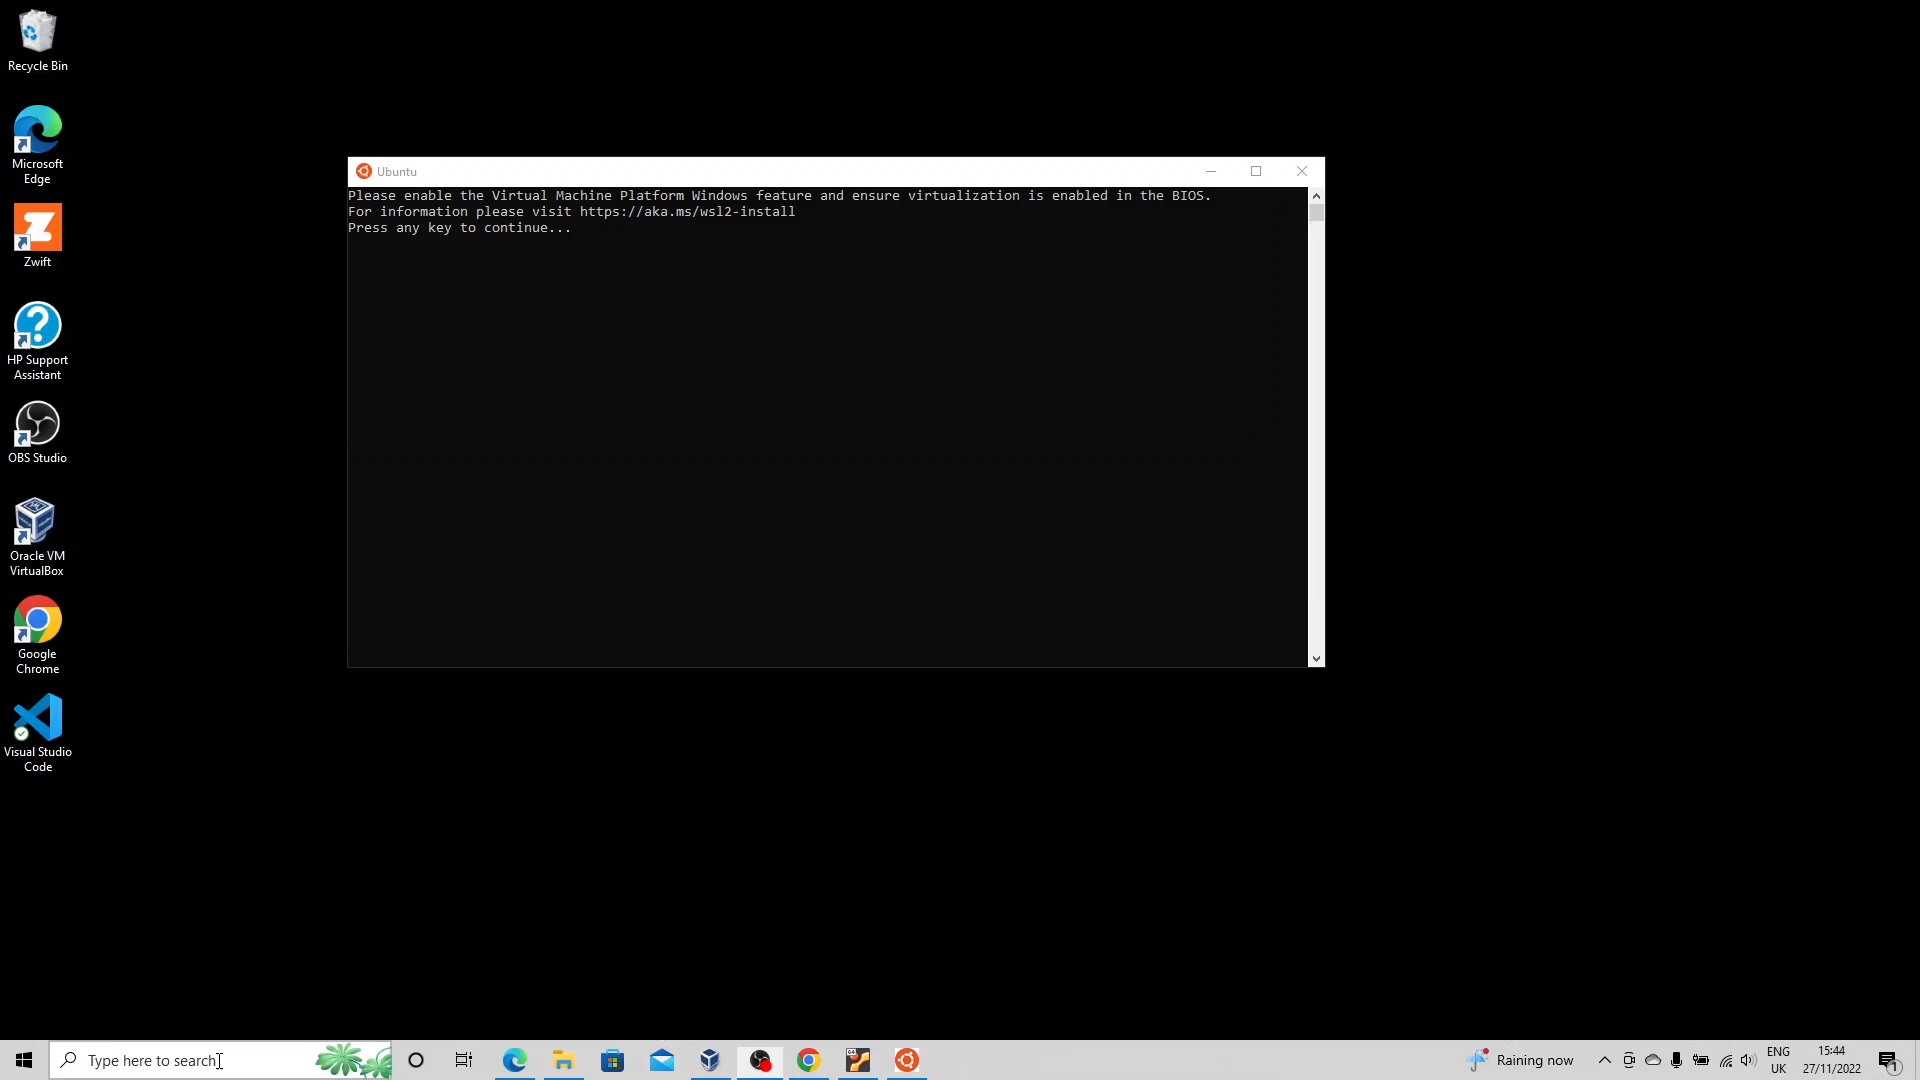 Recycle Bin
Microsoft
Edge
Zwift
HP Support
Assistant
OBS Studio
Oracle VM
VirtualBox
Google
Chrome
Visual Studio
Code
Ubuntu
Please enable the Virtual Machine Platform Windows feature and ensure virtualization is enabled in the BIOS.
For information please visit https://aka.ms/wsl2-install
Press any key to continue...
Type here to search
Raining now
ENG
UK
15:44
27/11/2022
1